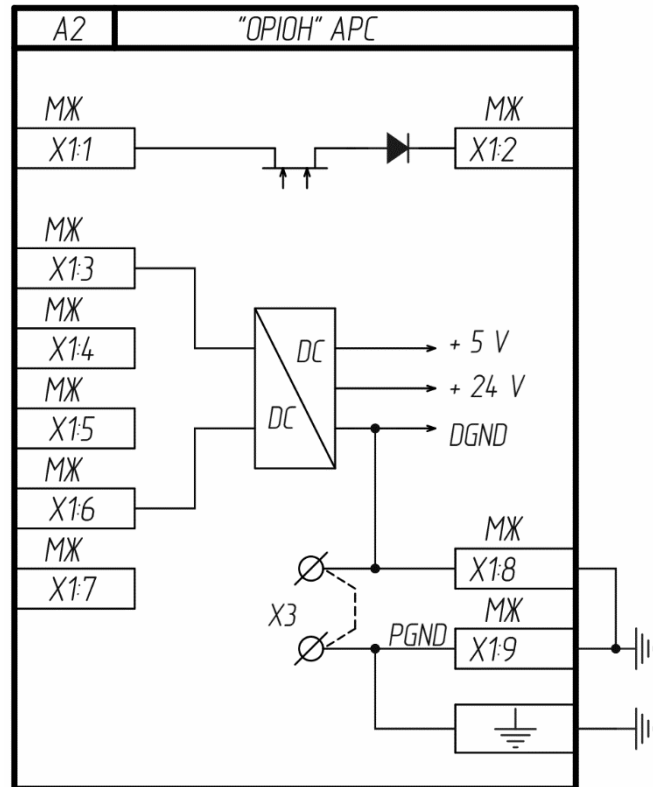 A2 "ОРІОН" АРС
МЖ МЖ
X1:1 X1:2
МЖ
X1:3
МЖ
X1:4
DC + 5 V
МЖ + 24 V
X1:5 DC DGND
МЖ
X1:6
МЖ МЖ
X1:7 X1:8
X3 МЖ
PGND X1:9